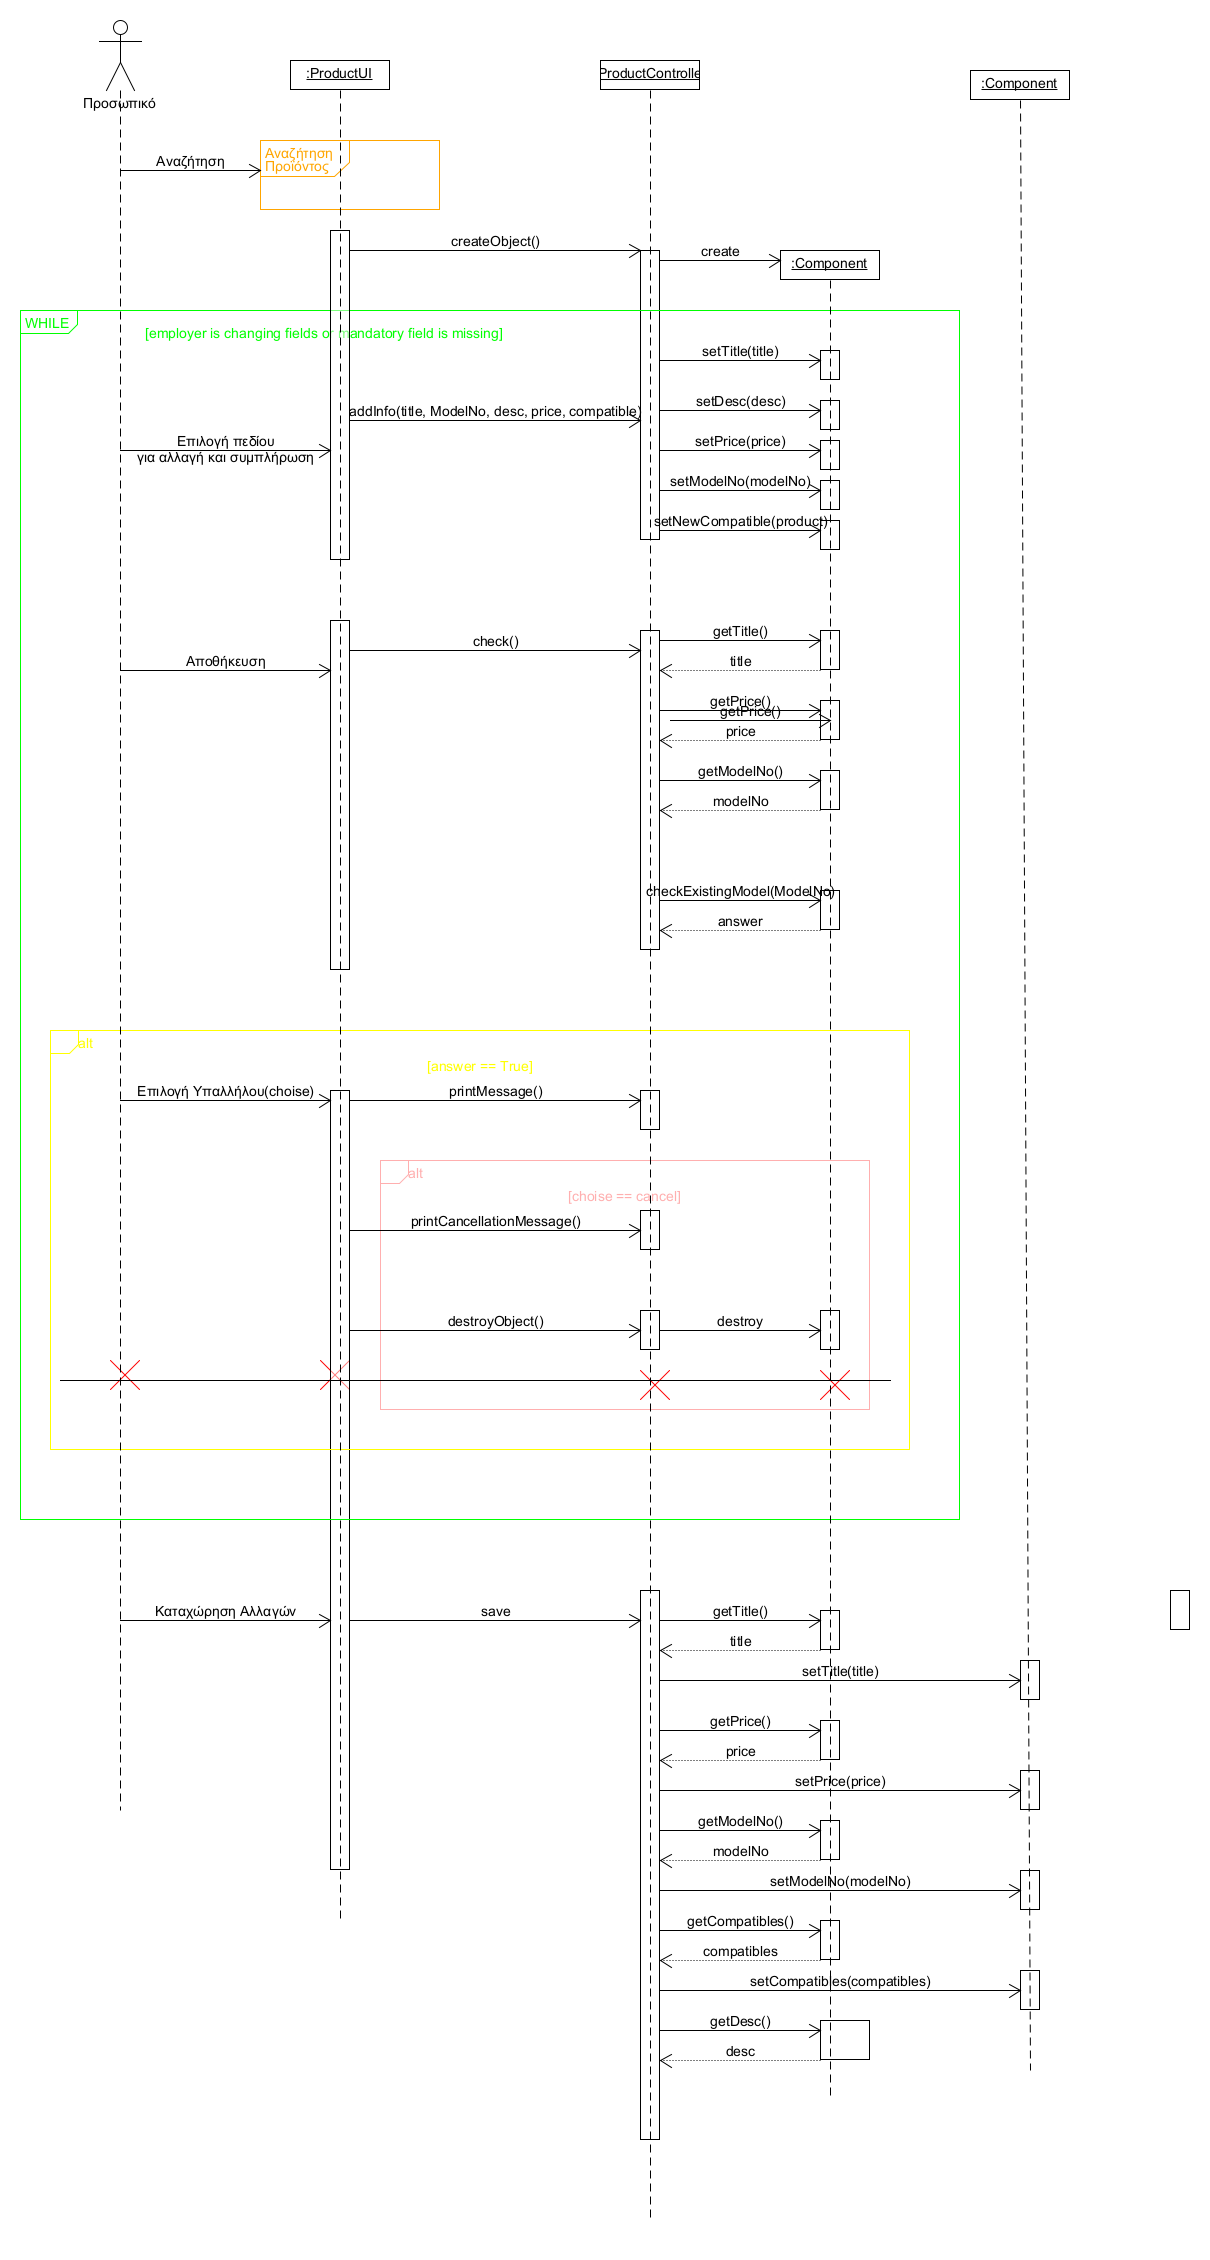 Προσωπικό
:ProductUI
ProductControlle
:Component
Αναζήτηση
Αναζήτηση
Προϊόντος
createObject()
create
:Component
WHILE
[employer is changing fields or mandatory field is missing]
setTitle(title)
addInfo(title, ModelNo, desc, price, compatible)
setDesc(desc)
Επιλογή πεδίου
για αλλαγή και συμπλήρωση
setPrice(price)
setModelNo(modelNo)
setNewCompatible(product)
check()
getTitle()
Αποθήκευση
title
getPrice()
getPrice()
price
getModelNo()
modelNo
checkExistingModel(ModelNo)
answer
alt
[answer == True]
Επιλογή Υπαλλήλου(choise)
printMessage()
alt
[choise == cancel]
printCancellationMessage()
destroyObject()
destroy
Καταχώρηση Αλλαγών
save
getTitle()
title
setTitle(title)
getPrice()
price
setPrice(price)
getModelNo()
modelNo
setModelNo(modelNo)
getCompatibles()
compatibles
setCompatibles(compatibles)
getDesc()
desc